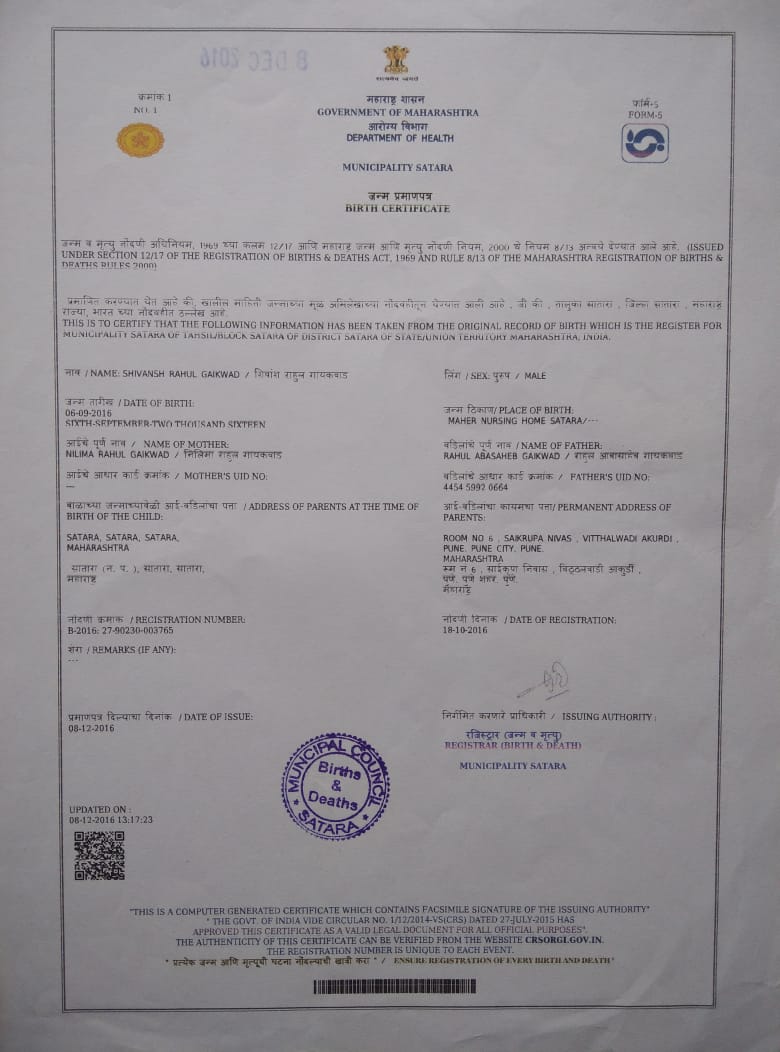 8 DEC 2016
सत्यमेव जयते
क्रमांक 1
NO. 1
महाराष्ट्र शासन
GOVERNMENT OF MAHARASHTRA
आरोग्य विभाग
DEPARTMENT OF HEALTH
फॉर्म-5
FORM-5
MUNICIPALITY SATARA
जन्म प्रमाणपत्र
BIRTH CERTIFICATE
जन्म व मृत्यु नोंदणी अधिनियम, 1969 च्या कलम 12/17 आणि महाराष्ट्र जन्म आणि मृत्यु नोंदणी नियम, 2000 चे नियम 8/13 अन्वये देण्यात आले आहे. (ISSUED
UNDER SECTION 12/17 OF THE REGISTRATION OF BIRTHS & DEATHS ACT, 1969 AND RULE 8/13 OF THE MAHARASHTRA REGISTRATION OF BIRTHS &
DEATHS RULES 2000)
प्रमाणित करण्यात येत आहे की, खालील माहिती जन्माच्या मूळ अभिलेखाच्या नोंदवहीतून घेण्यात आली आहे , जी की , तालुका सातारा , जिल्हा सातारा , महाराष्ट्र
राज्य, भारत च्या नोंदवहीत उल्लेख आहे.
THIS IS TO CERTIFY THAT THE FOLLOWING INFORMATION HAS BEEN TAKEN FROM THE ORIGINAL RECORD OF BIRTH WHICH IS THE REGISTER FOR
MUNICIPALITY SATARA OF TAHSIL/BLOCK SATARA OF DISTRICT SATARA OF STATE/UNION TERRITORY MAHARASHTRA, INDIA.
नाव / NAME: SHIVANSH RAHUL GAIKWAD / शिवांश राहुल गायकवाड
लिंग / SEX: पुरुष / MALE
जन्म तारीख / DATE OF BIRTH:
06-09-2016
SIXTH-SEPTEMBER-TWO THOUSAND SIXTEEN
जन्म ठिकाण/ PLACE OF BIRTH:
MAHER NURSING HOME SATARA/---
आईचे पूर्ण नाव / NAME OF MOTHER:
NILIMA RAHUL GAIKWAD / निलिमा राहुल गायकवाड
वडिलांचे पूर्ण नाव / NAME OF FATHER:
RAHUL ABASAHEB GAIKWAD / राहुल आबासाहेब गायकवाड
आईचे आधार कार्ड क्रमांक / MOTHER'S UID NO:
---
वडिलांचे आधार कार्ड क्रमांक / FATHER'S UID NO:
4454 5992 0664
बाळाच्या जन्माच्यावेळी आई-वडिलांचा पत्ता / ADDRESS OF PARENTS AT THE TIME OF
BIRTH OF THE CHILD:
SATARA, SATARA, SATARA,
MAHARASHTRA
सातारा (न. प. ), सातारा, सातारा,
महाराष्ट्र
आई-वडिलांचा कायमचा पत्ता/ PERMANENT ADDRESS OF
PARENTS:
ROOM NO 6 , SAIKRUPA NIVAS , VITTHALWADI AKURDI ,
PUNE, PUNE CITY, PUNE,
MAHARASHTRA
रूम नं 6 , साईकृपा निवास , विठ्ठलवाडी आकुर्डी ,
पुणे, पुणे शहर, पुणे,
महाराष्ट्र
नोंदणी क्रमांक / REGISTRATION NUMBER:
B-2016: 27-90230-003765
नोंदणी दिनांक / DATE OF REGISTRATION:
18-10-2016
शेरा / REMARKS (IF ANY):
---
प्रमाणपत्र दिल्याचा दिनांक / DATE OF ISSUE:
08-12-2016
निर्गमित करणारे प्राधिकारी / ISSUING AUTHORITY :
रजिस्ट्रार (जन्म व मृत्यु)
REGISTRAR (BIRTH & DEATH)
MUNICIPALITY SATARA
MUNCIPAL COUNCIL
Births
&
Deaths
SATARA
UPDATED ON :
08-12-2016 13:17:23
"THIS IS A COMPUTER GENERATED CERTIFICATE WHICH CONTAINS FACSIMILE SIGNATURE OF THE ISSUING AUTHORITY"
" THE GOVT. OF INDIA VIDE CIRCULAR NO. 1/12/2014-VS(CRS) DATED 27-JULY-2015 HAS
APPROVED THIS CERTIFICATE AS A VALID LEGAL DOCUMENT FOR ALL OFFICIAL PURPOSES".
THE AUTHENTICITY OF THIS CERTIFICATE CAN BE VERIFIED FROM THE WEBSITE CRSORGI.GOV.IN.
THE REGISTRATION NUMBER IS UNIQUE TO EACH EVENT.
" प्रत्येक जन्म आणि मृत्यूची घटना नोंदल्याची खात्री करा " / ENSURE REGISTRATION OF EVERY BIRTH AND DEATH "